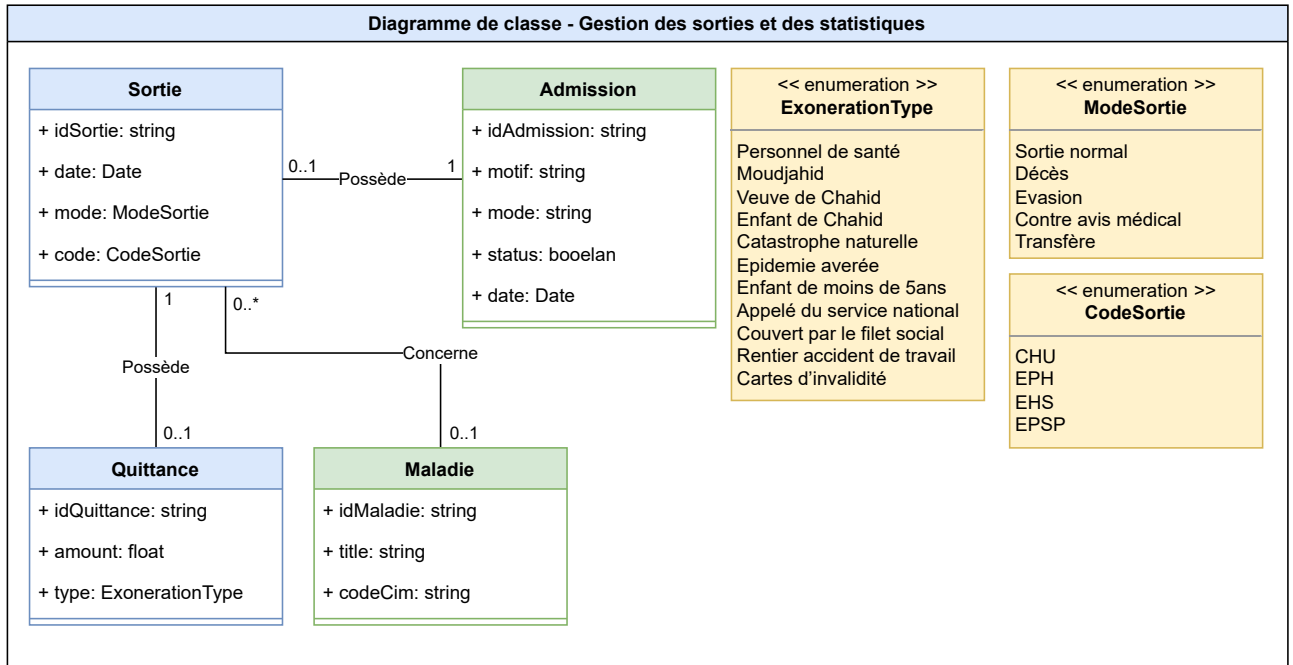 Diagramme de classe - Gestion des sorties et des statistiques
Sortie
+ idSortie: string
+ date: Date
+ mode: ModeSortie
+ code: CodeSortie
0..1
Possède
1
Admission
+ idAdmission: string
+ motif: string
+ mode: string
+ status: booelan
+ date: Date
<< enumeration >>
ExonerationType
Personnel de santé
Moudjahid
Veuve de Chahid
Enfant de Chahid
Catastrophe naturelle
Epidemie averée
Enfant de moins de 5ans
Appelé du service national
Couvert par le filet social
Rentier accident de travail
Cartes d'invalidité
<< enumeration >>
ModeSortie
Sortie normal
Décès
Evasion
Contre avis médical
Transfère
<< enumeration >>
CodeSortie
CHU
EPH
EHS
EPSP
1
0..*
Possède
Concerne
0..1
0..1
Quittance
+ idQuittance: string
+ amount: float
+ type: ExonerationType
Maladie
+ idMaladie: string
+ title: string
+ codeCim: string